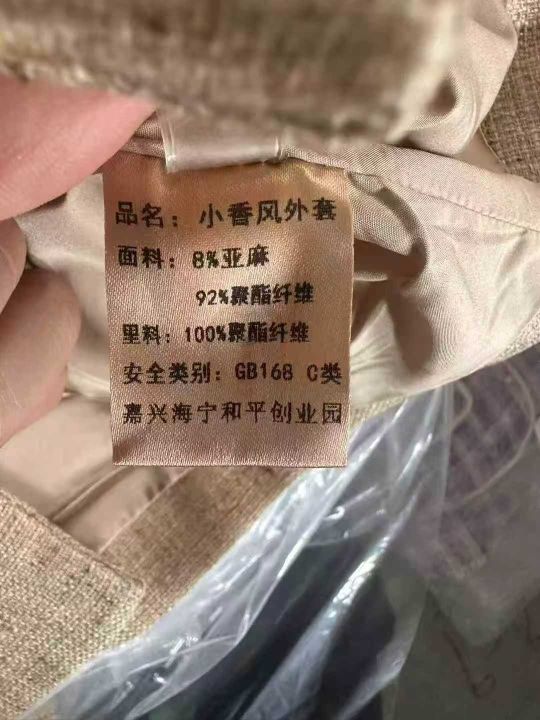 品名：小香风外套
面料：8%亚麻
92%聚酯纤维
里料：100%聚酯纤维
安全类别：GB168 C类
嘉兴海宁和平创业园